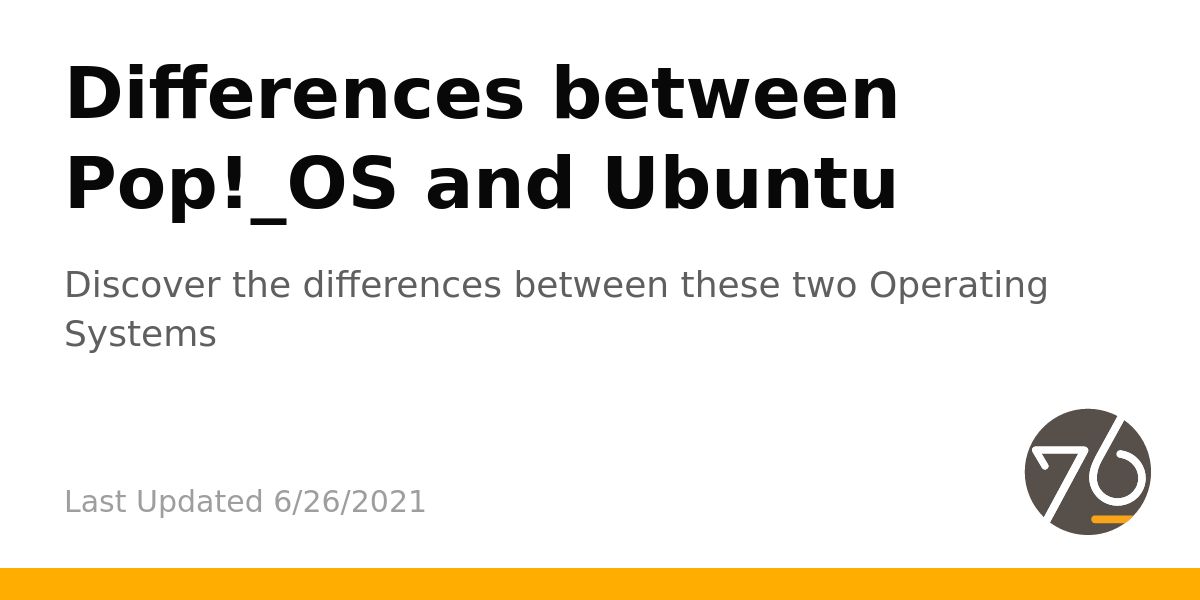 Differences between
Pop!_OS and Ubuntu
Discover the differences between these two Operating
Systems
Last Updated 6/26/2021
76